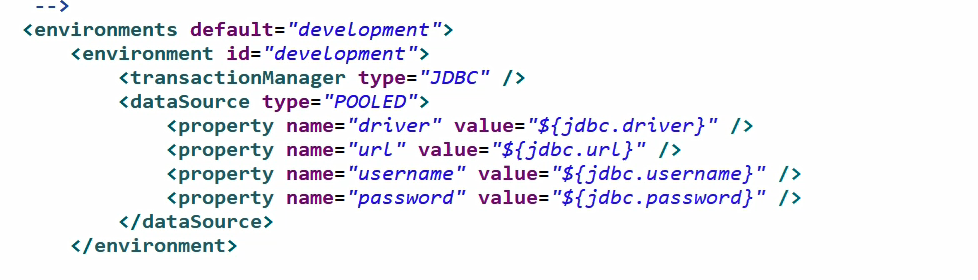 -->
<environments default="development">
<environment id="development">
<transactionManager type="JDBC" />
<dataSource type="POOLED">
<property name="driver" value="${jdbc.driver}" />
<property name="url" value="${jdbc.url}" />
<property name="username" value="${jdbc.username}" />
<property name="password" value="${jdbc.password}" />
</dataSource>
</environment>